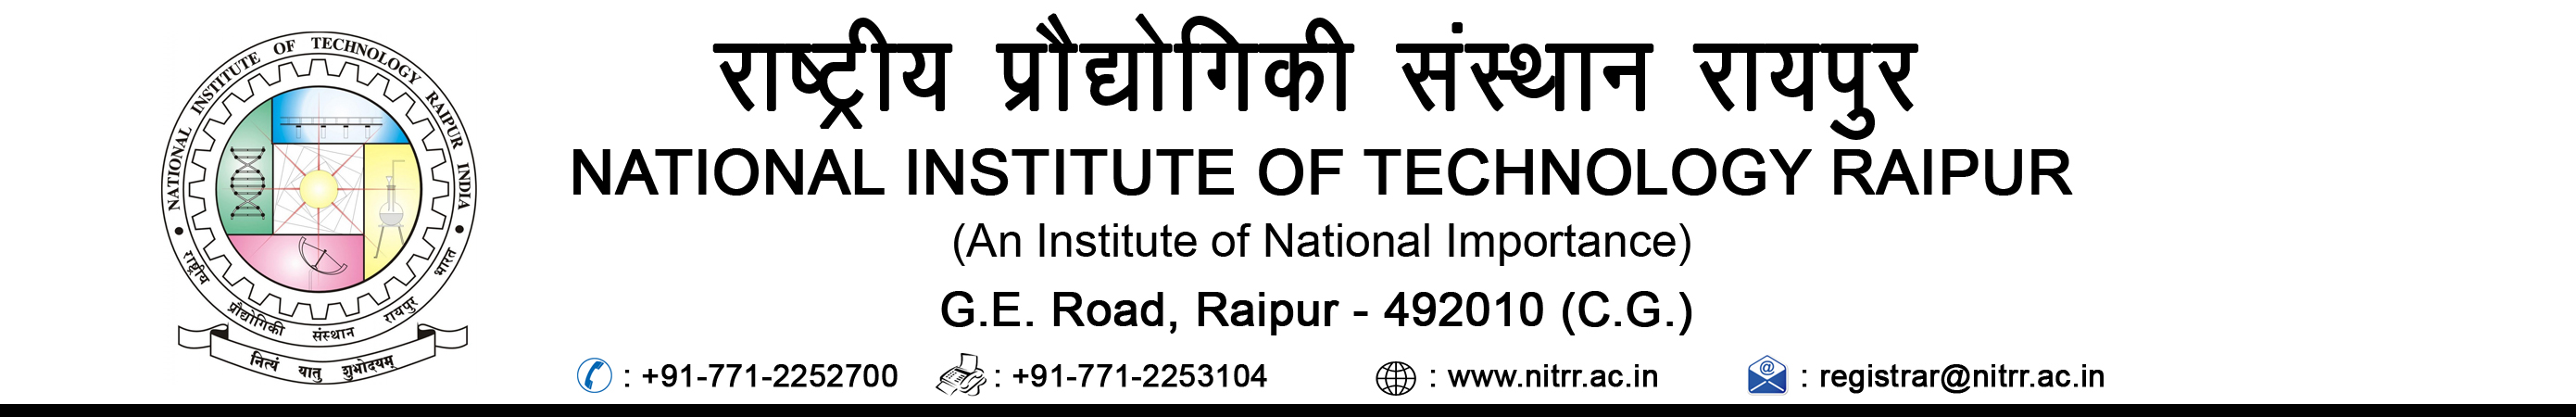 NATIONAL INSTITUTE OF TECHNOLOGY RAIPUR INDIA
राष्ट्रीय प्रौद्योगिकी संस्थान रायपुर भारत
नित्यं यातु शुभोदयम्
राष्ट्रीय प्रौद्योगिकी संस्थान रायपुर
NATIONAL INSTITUTE OF TECHNOLOGY RAIPUR
(An Institute of National Importance)
G.E. Road, Raipur - 492010 (C.G.)
: +91-771-2252700 : +91-771-2253104 : www.nitrr.ac.in @ : registrar@nitrr.ac.in